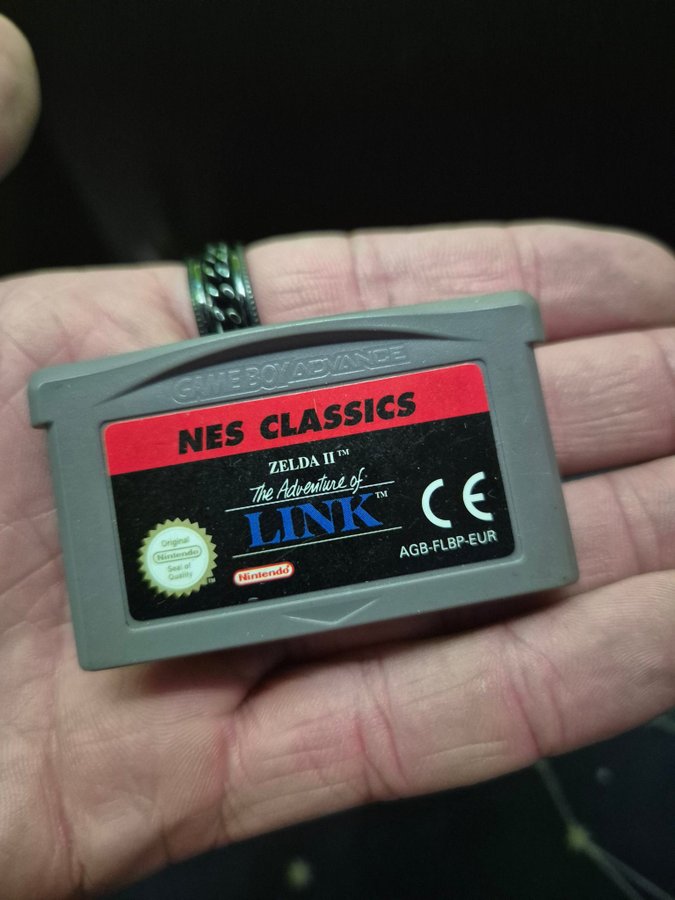 GAME BOY ADVANCE
NES CLASSICS
ZELDA II™
The Adventure of
LINK™
CE
AGB-FLBP-EUR
Original
Nintendo
Seal of
Quality
™
Nintendo®